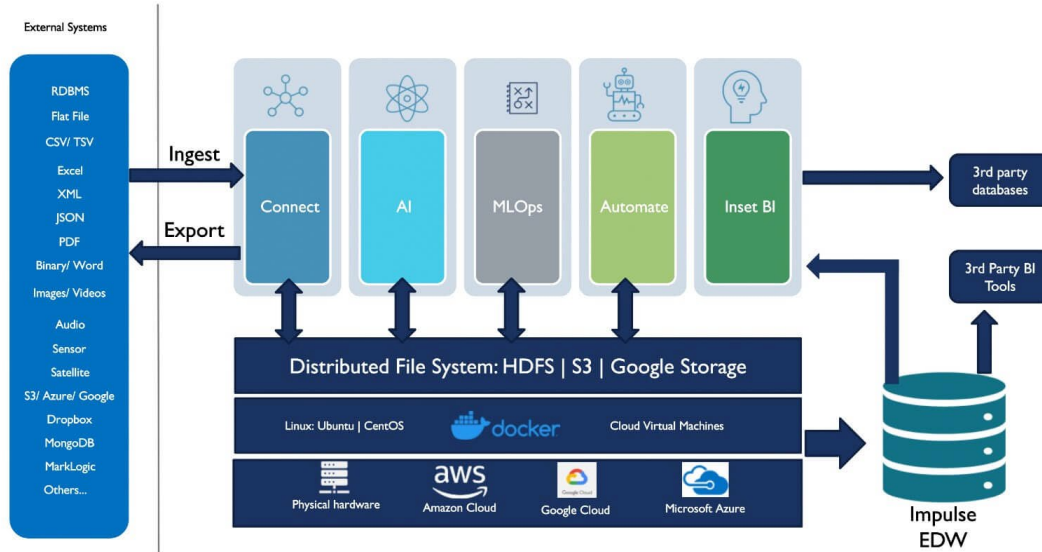 External Systems
RDBMS
Flat File
CSV/ TSV
Excel
XML
JSON
PDF
Binary/ Word
Images/ Videos
Audio
Sensor
Satellite
S3/ Azure/ Google
Dropbox
MongoDB
MarkLogic
Others...
Ingest
Export
Connect
AI
MLOps
Automate
Inset BI
3rd party
databases
3rd Party BI
Tools
Distributed File System: HDFS | S3 | Google Storage
Linux: Ubuntu | CentOS
docker
Cloud Virtual Machines
Physical hardware
aws
Amazon Cloud
Google Cloud
Google Cloud
Microsoft Azure
Impulse
EDW